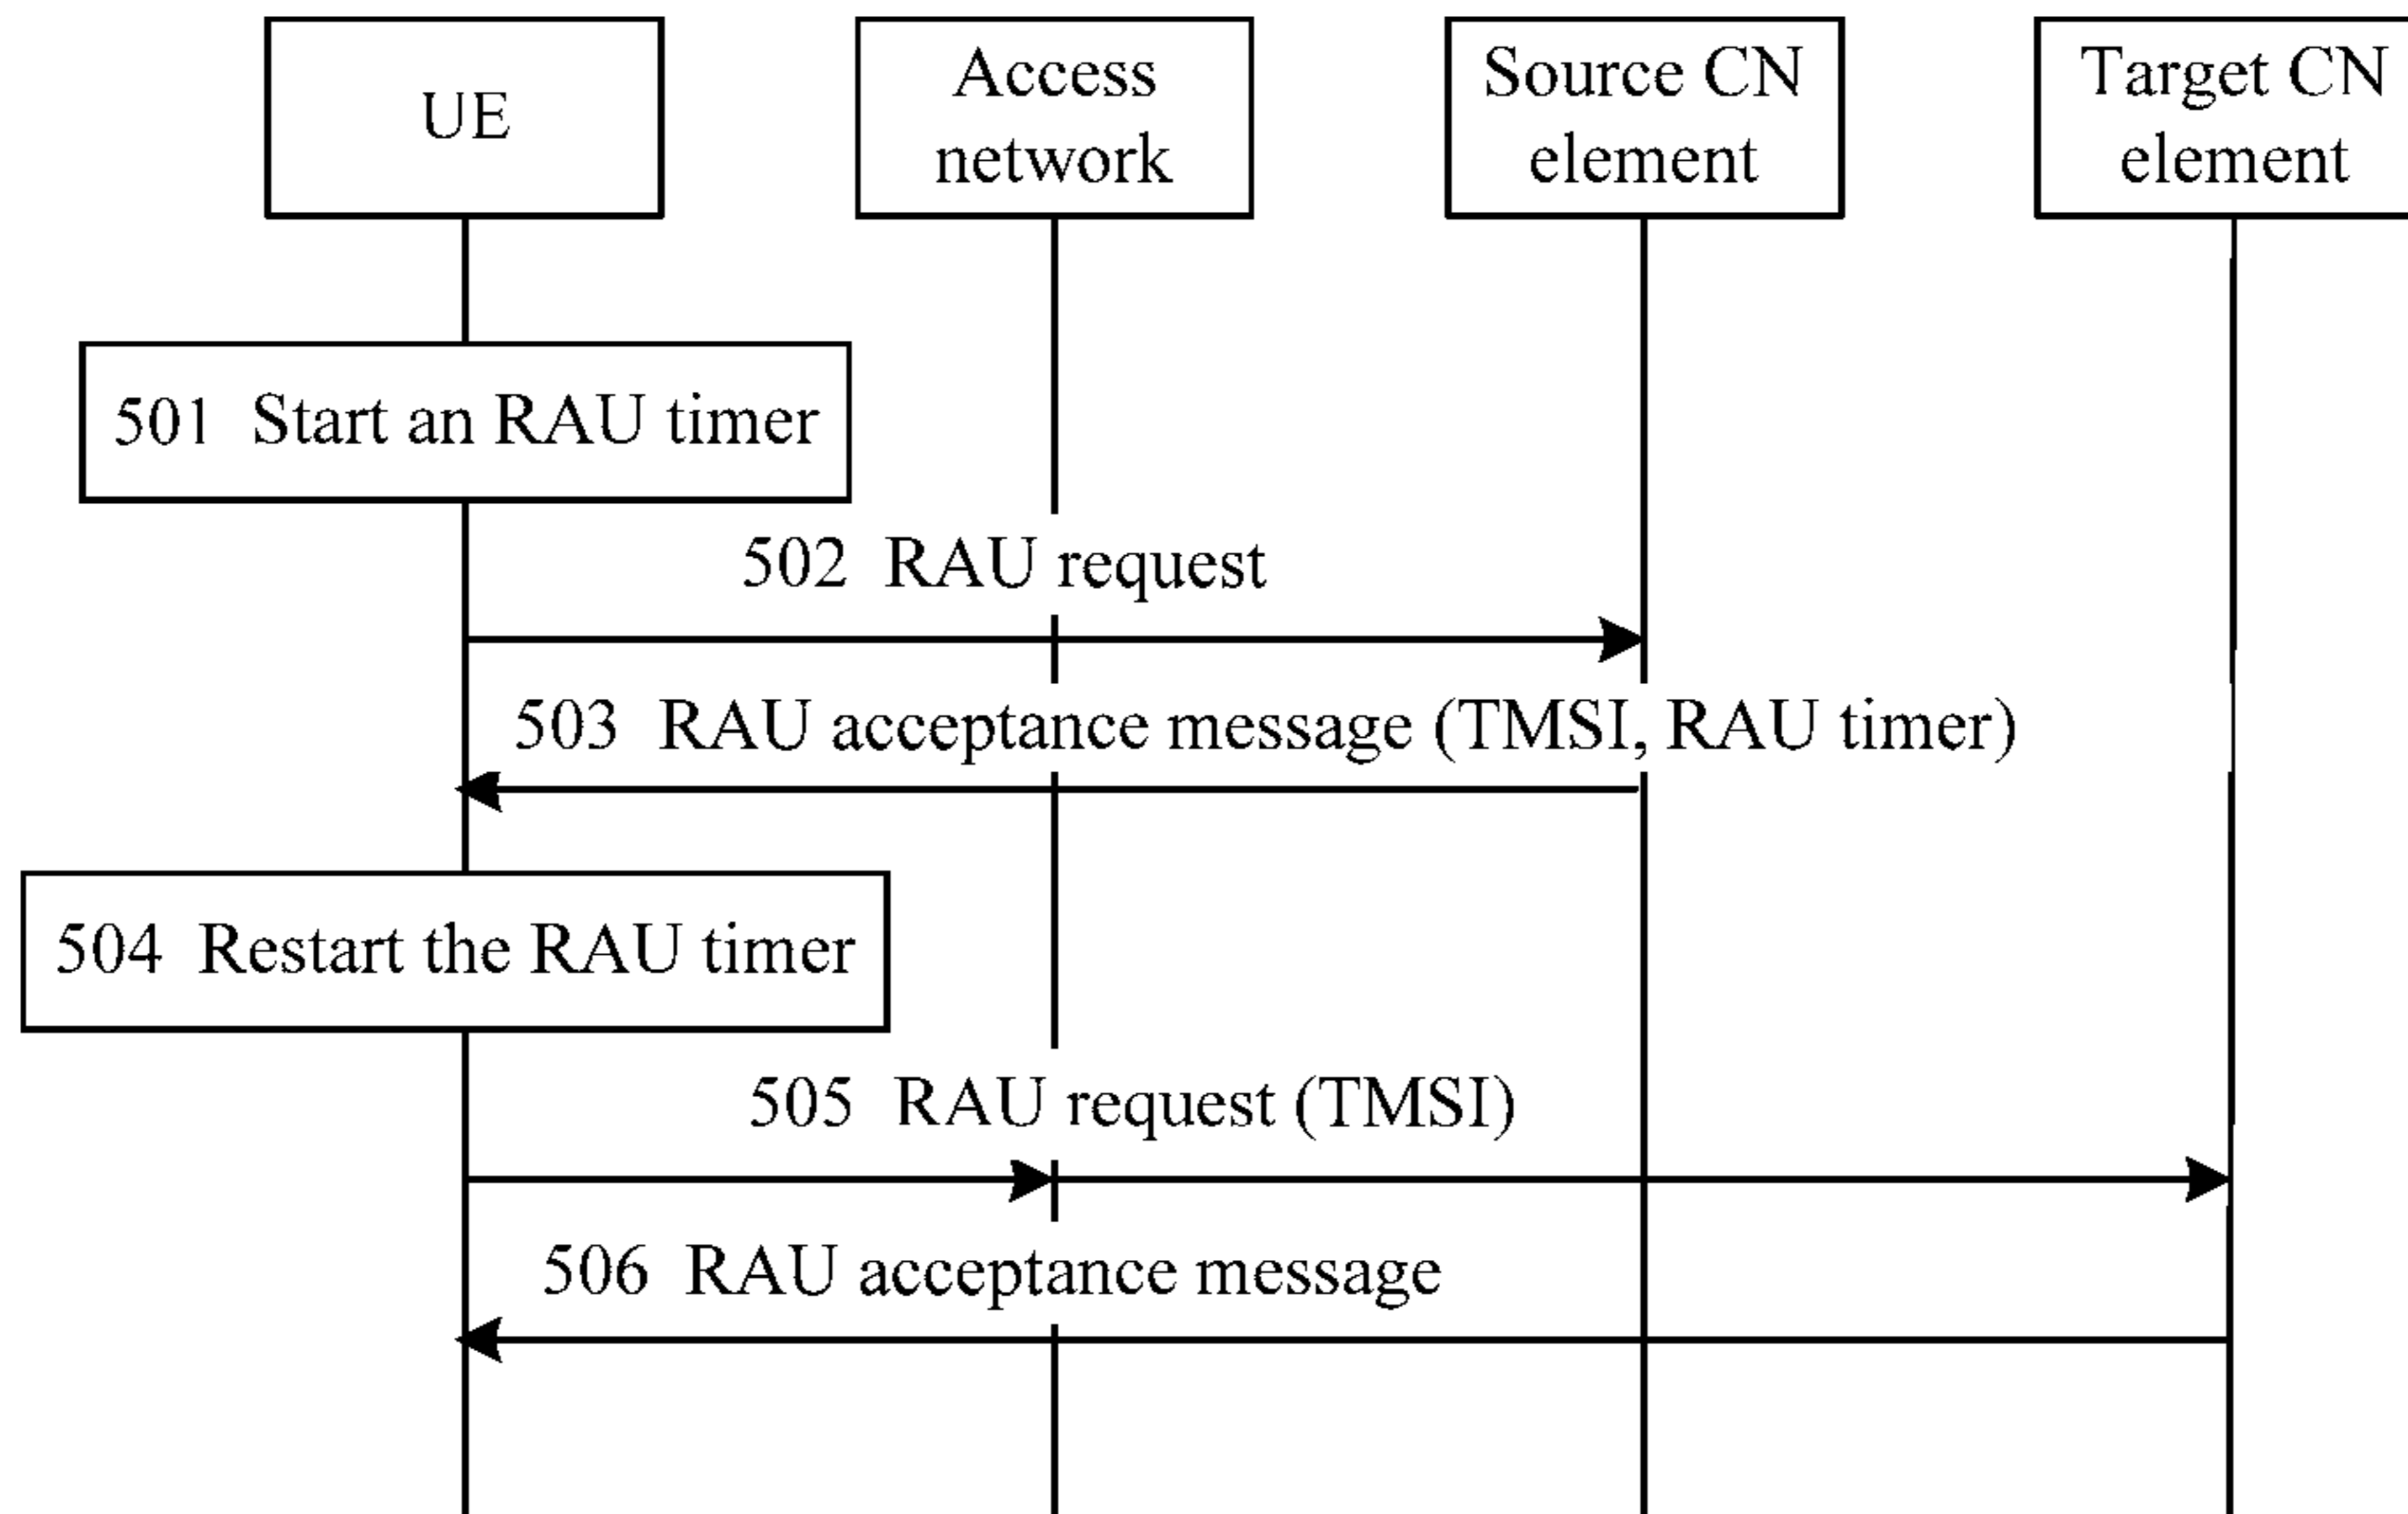 UE
Access
network
Source CN
element
Target CN
element
501 Start an RAU timer
502 RAU request
503 RAU acceptance message (TMSI, RAU timer)
504 Restart the RAU timer
505 RAU request (TMSI)
506 RAU acceptance message